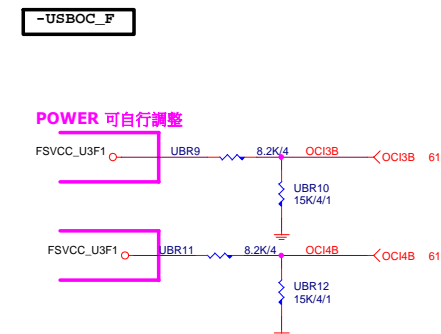 -USBOC_F
POWER 可自行調整
FSVCC_U3F1 UBR9 8.2K/4 OCI3B OCI3B 61
UBR10
15K/4/1
FSVCC_U3F1 UBR11 8.2K/4 OCI4B OCI4B 61
UBR12
15K/4/1